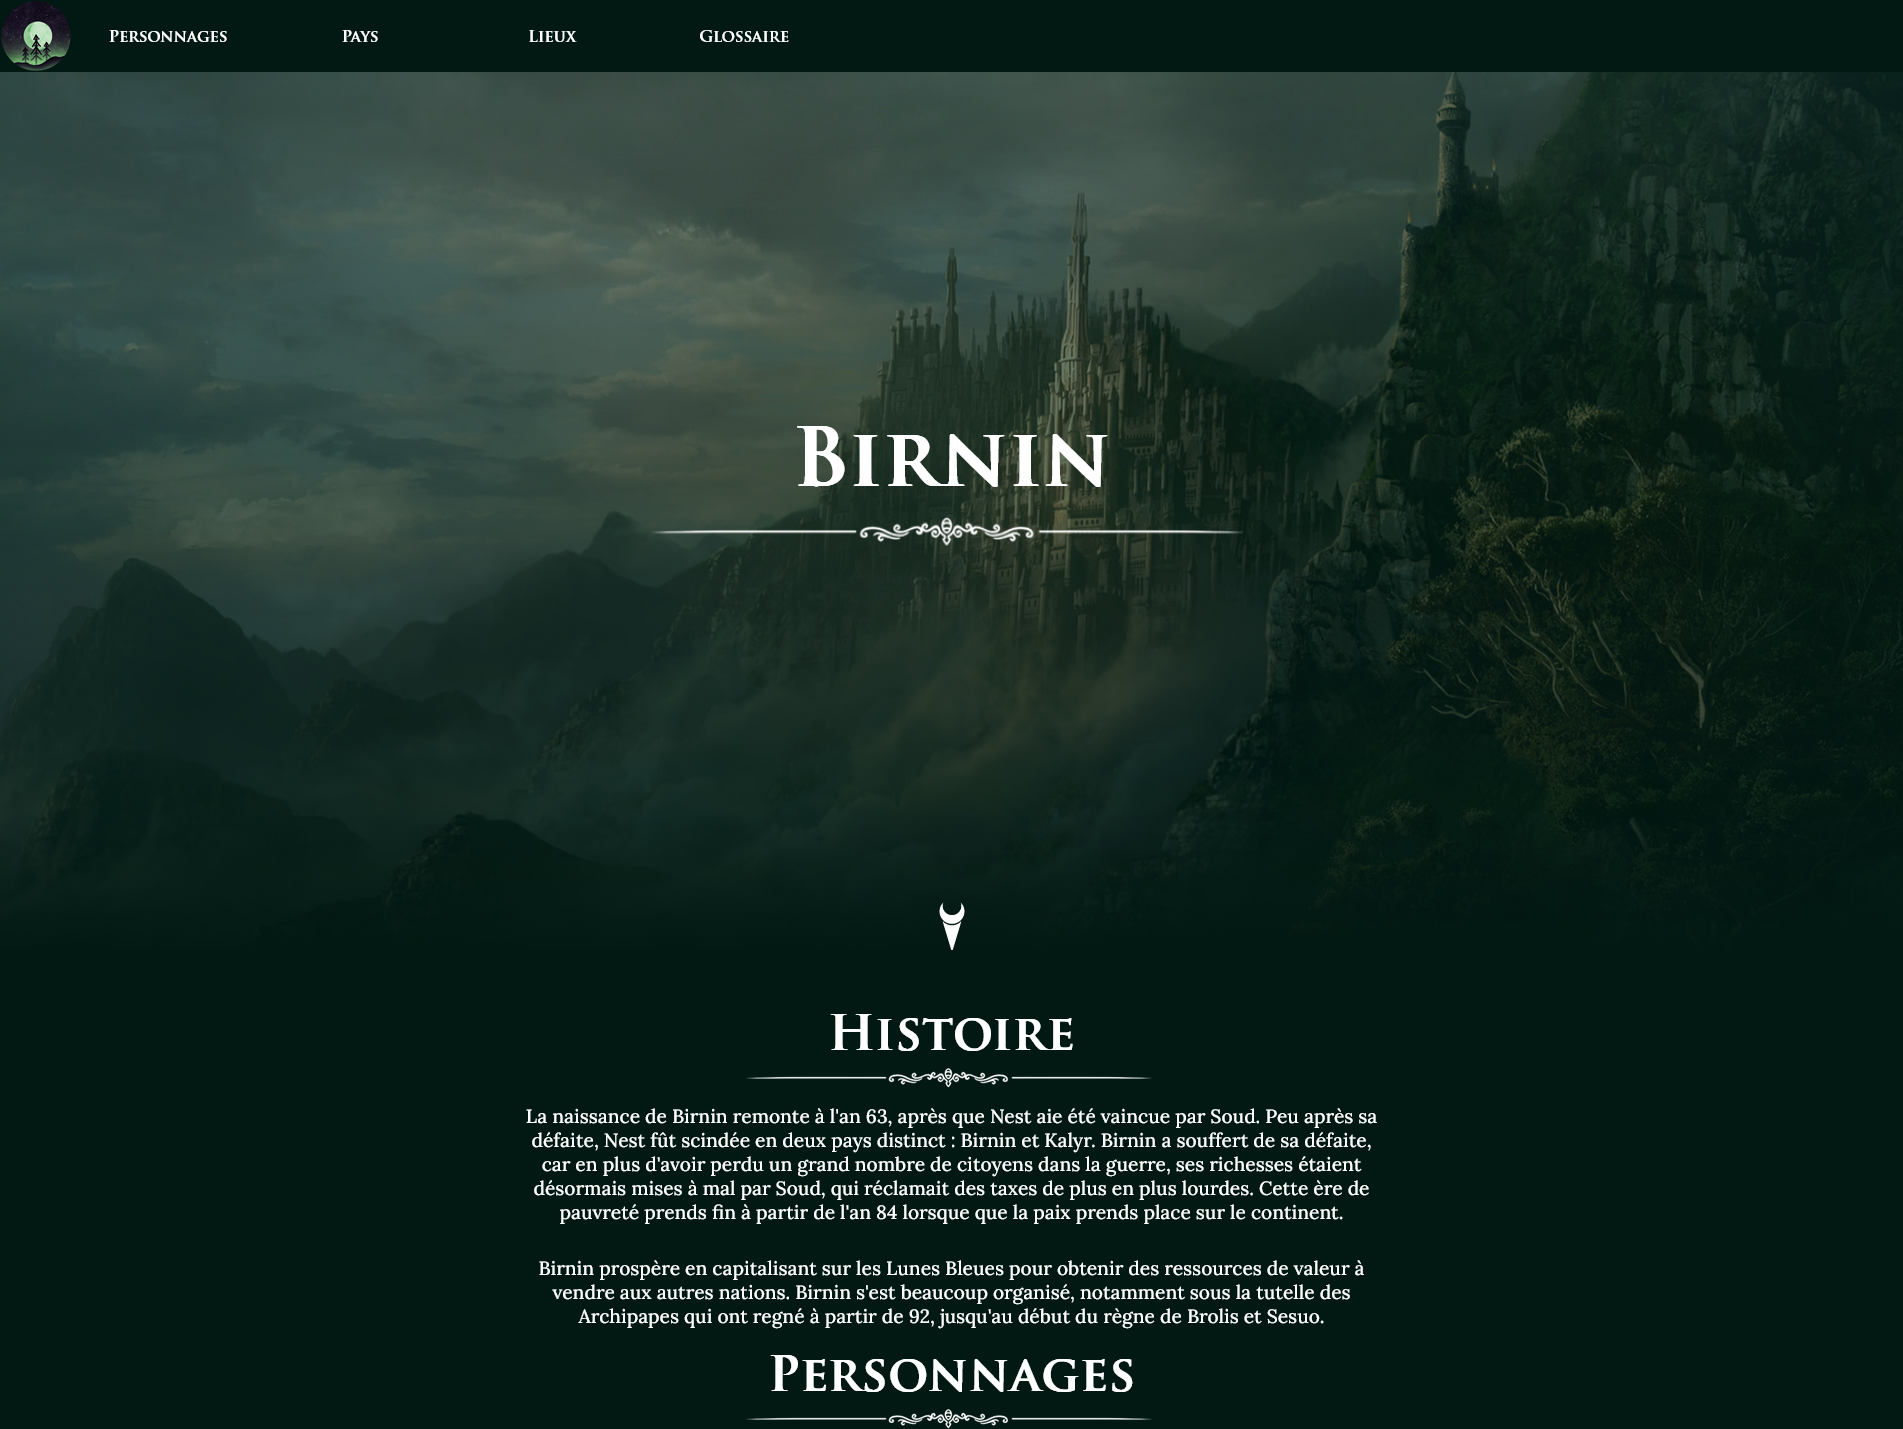 Personnages
Pays
Lieux
Glossaire
Birnin
Histoire
La naissance de Birnin remonte à l'an 63, après que Nest aie été vaincue par Soud. Peu après sa
défaite, Nest fût scindée en deux pays distinct : Birnin et Kalyr. Birnin a souffert de sa défaite,
car en plus d'avoir perdu un grand nombre de citoyens dans la guerre, ses richesses étaient
désormais mises à mal par Soud, qui réclamait des taxes de plus en plus lourdes. Cette ère de
pauvreté prends fin à partir de l'an 84 lorsque que la paix prends place sur le continent.
Birnin prospère en capitalisant sur les Lunes Bleues pour obtenir des ressources de valeur à
vendre aux autres nations. Birnin s'est beaucoup organisé, notamment sous la tutelle des
Archipapes qui ont regné à partir de 92, jusqu'au début du règne de Brolis et Sesuo.
Personnages